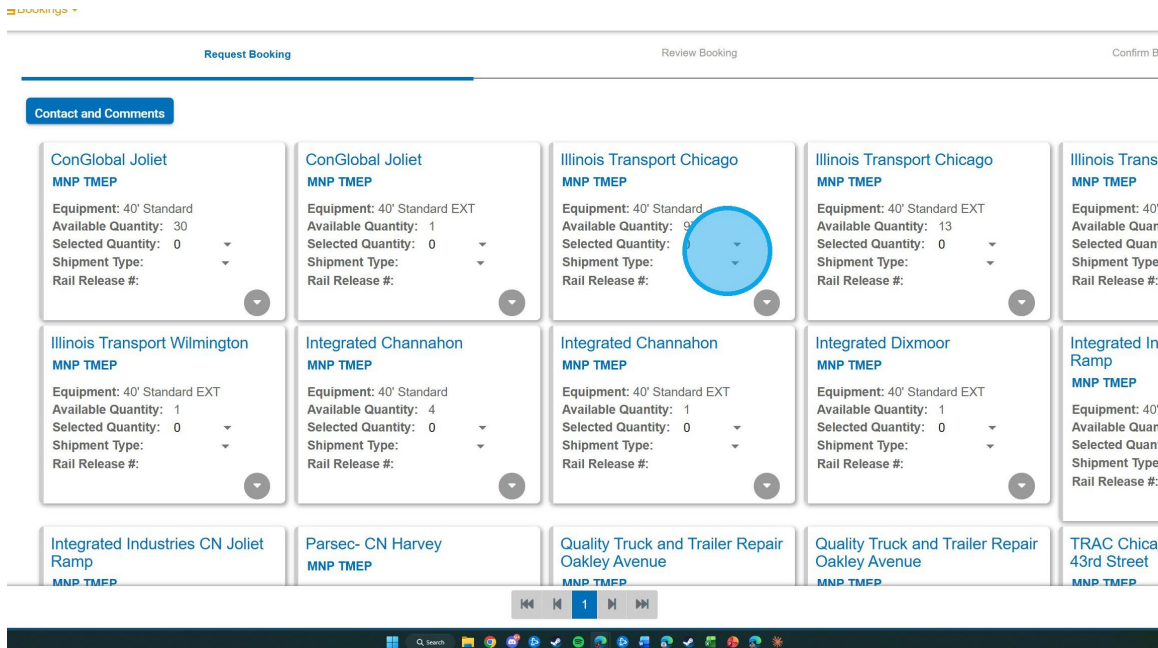 Bookings
Request Booking
Review Booking
Confirm B
Contact and Comments
ConGlobal Joliet
MNP TMEP
Equipment: 40' Standard
Available Quantity: 30
Selected Quantity: 0
Shipment Type:
Rail Release #:
ConGlobal Joliet
MNP TMEP
Equipment: 40' Standard EXT
Available Quantity: 1
Selected Quantity: 0
Shipment Type:
Rail Release #:
Illinois Transport Chicago
MNP TMEP
Equipment: 40' Standard
Available Quantity:
Selected Quantity: 0
Shipment Type:
Rail Release #:
Illinois Transport Chicago
MNP TMEP
Equipment: 40' Standard EXT
Available Quantity: 13
Selected Quantity: 0
Shipment Type:
Rail Release #:
Illinois Trans
MNP TMEP
Equipment: 40'
Available Quan
Selected Quan
Shipment Type
Rail Release #:
Illinois Transport Wilmington
MNP TMEP
Equipment: 40' Standard EXT
Available Quantity: 1
Selected Quantity: 0
Shipment Type:
Rail Release #:
Integrated Channahon
MNP TMEP
Equipment: 40' Standard
Available Quantity: 4
Selected Quantity: 0
Shipment Type:
Rail Release #:
Integrated Channahon
MNP TMEP
Equipment: 40' Standard EXT
Available Quantity: 1
Selected Quantity: 0
Shipment Type:
Rail Release #:
Integrated Dixmoor
MNP TMEP
Equipment: 40' Standard EXT
Available Quantity: 1
Selected Quantity: 0
Shipment Type:
Rail Release #:
Integrated In
Ramp
MNP TMEP
Equipment: 40'
Available Quan
Selected Quan
Shipment Type
Rail Release #:
Integrated Industries CN Joliet
Ramp
MNP TMEP
Parsec- CN Harvey
MNP TMEP
Quality Truck and Trailer Repair
Oakley Avenue
MNP TMEP
Quality Truck and Trailer Repair
Oakley Avenue
MNP TMEP
TRAC Chica
43rd Street
MNP TMEP
1
Search